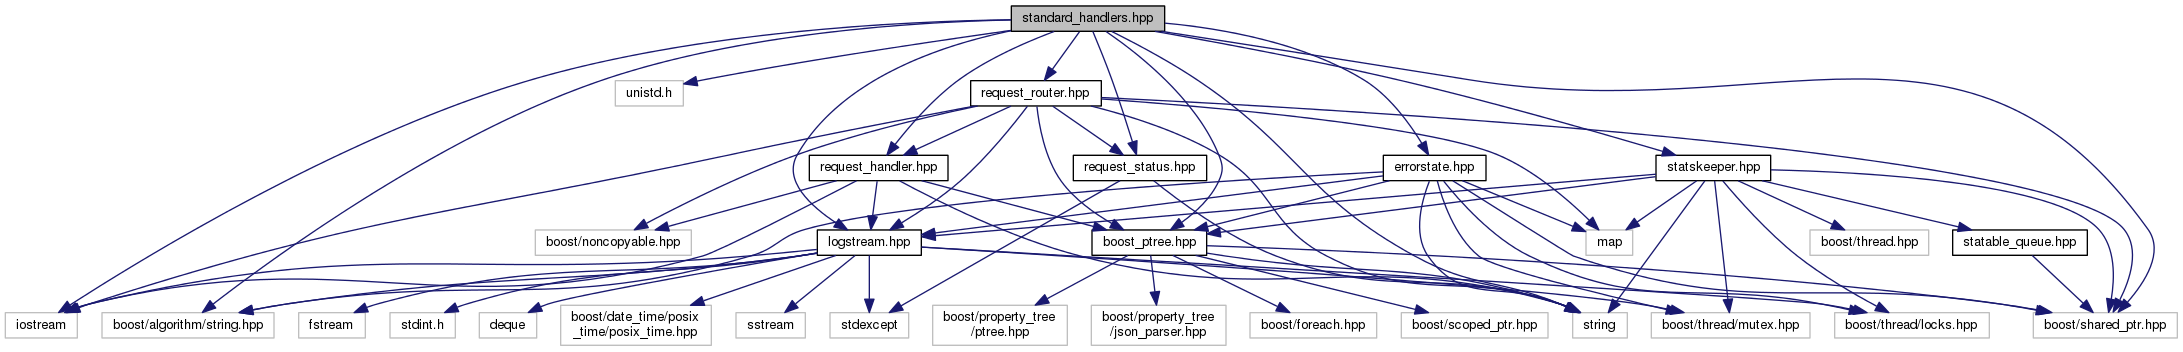 standard_handlers.hpp
unistd.h
request_router.hpp
request_handler.hpp
request_status.hpp
errorstate.hpp
statskeeper.hpp
boost/noncopyable.hpp
logstream.hpp
boost_ptree.hpp
map
boost/thread.hpp
statable_queue.hpp
iostream
boost/algorithm/string.hpp
fstream
stdint.h
deque
boost/date_time/posix
_time/posix_time.hpp
sstream
stdexcept
boost/property_tree
/ptree.hpp
boost/property_tree
/json_parser.hpp
boost/foreach.hpp
boost/scoped_ptr.hpp
string
boost/thread/mutex.hpp
boost/thread/locks.hpp
boost/shared_ptr.hpp